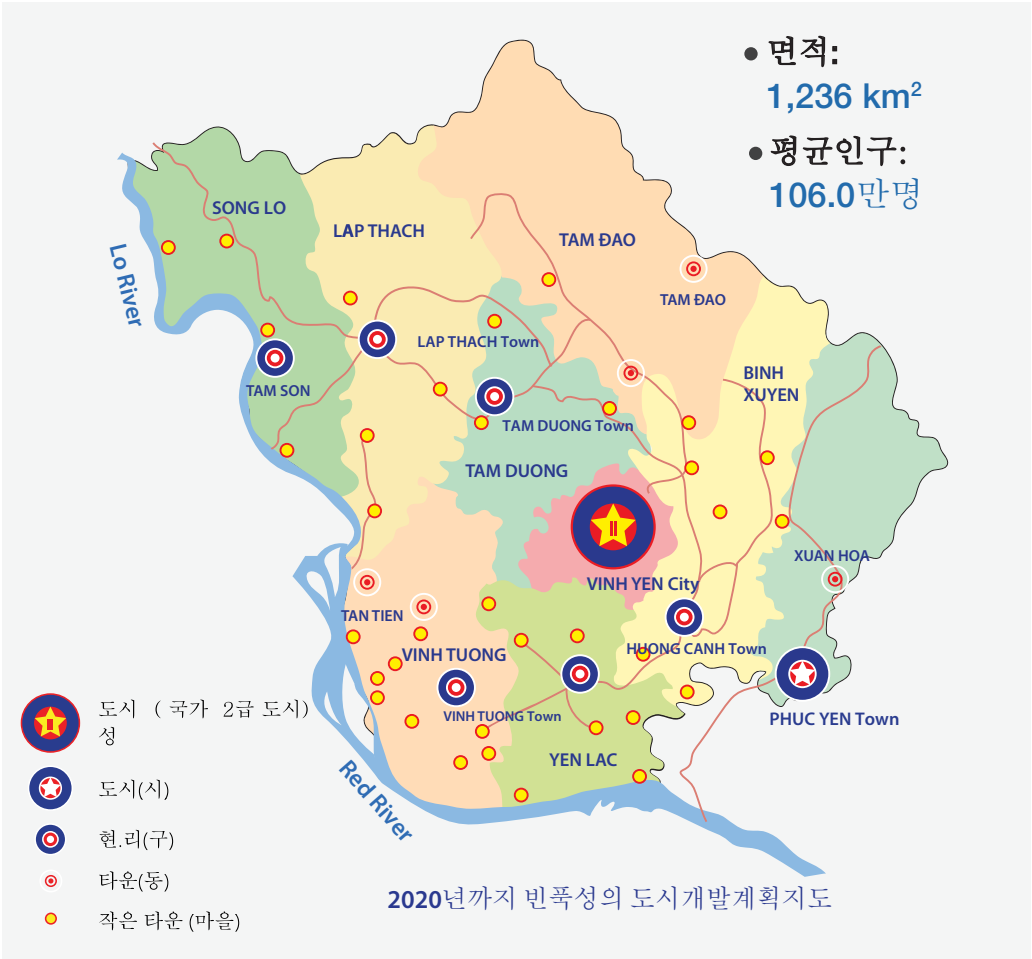 ● 면적:
1,236 km²
● 평균인구:
106.0만명
SONG LO
LAP THACH
TAM ĐAO
Lo River
TAM ĐAO
LAP THACH Town
BINH
XUYEN
TAM SON
TAM DUONG Town
TAM DUONG
II
XUAN HOA
VINH YEN City
TAN TIEN
HUONG CANH Town
VINH TUONG
VINH TUONG Town
PHUC YEN Town
YEN LAC
Red River
II
도시 ( 국가 2급 도시)
성
도시(시)
현.리(구)
타운(동)
작은 타운 (마을)
2020년까지 빈푹성의 도시개발계획지도